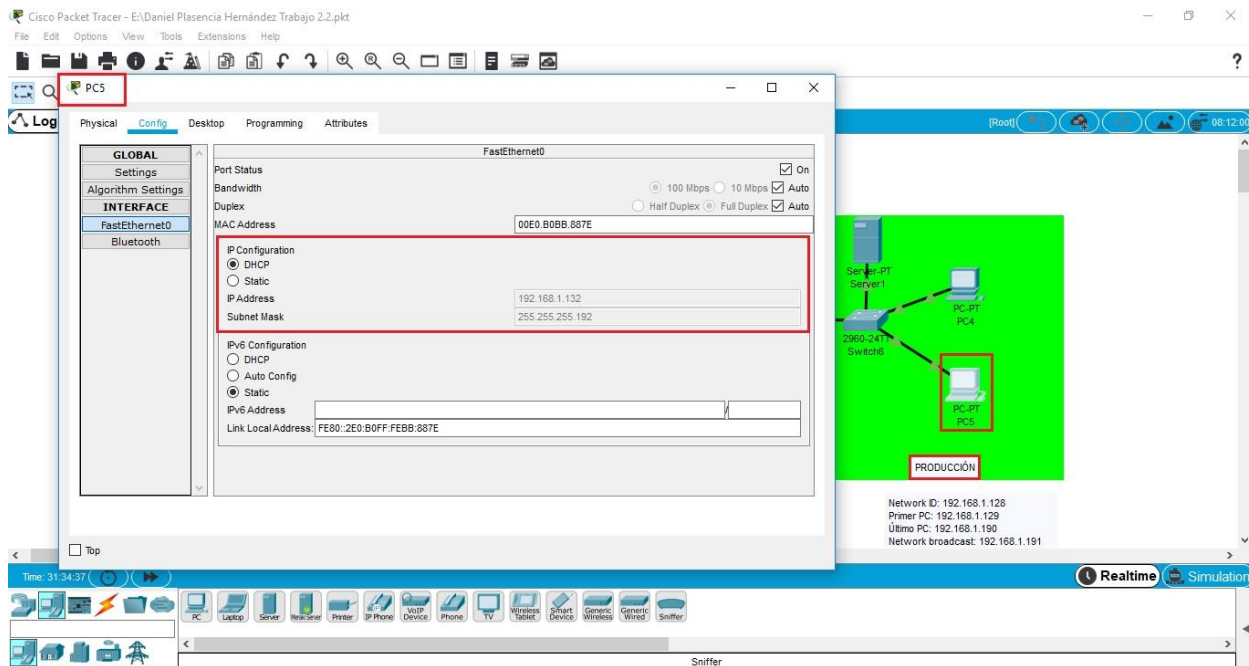 Cisco Packet Tracer - E:\Daniel Plasencia Hernández Trabajo 2.2.pkt
File Edit Options View Tools Extensions Help
?
PC5
Log
[Root]
08:12:00
Physical Config Desktop Programming Attributes
GLOBAL
Settings
Algorithm Settings
INTERFACE
FastEthernet0
Bluetooth
FastEthernet0
Port Status On
Bandwidth 100 Mbps 10 Mbps Auto
Duplex Half Duplex Full Duplex Auto
MAC Address 00E0.B0BB.887E
IP Configuration
DHCP
Static
IP Address 192.168.1.132
Subnet Mask 255.255.255.192
IPv6 Configuration
DHCP
Auto Config
Static
IPv6 Address /
Link Local Address: FE80::2E0:B0FF:FEBB:887E
Top
Server-PT
Server1
PC-PT
PC4
2960-24TT
Switch6
PC-PT
PC5
PRODUCCIÓN
Network ID: 192.168.1.128
Primer PC: 192.168.1.129
Último PC: 192.168.1.190
Network broadcast: 192.168.1.191
Time: 31:34:37
Realtime Simulation
PC
Laptop
Server
Meraki Server
Printer
IP Phone
VoIP Device
Phone
TV
Wireless Tablet
Smart Device
Generic Wireless
Generic Wired
Sniffer
Sniffer